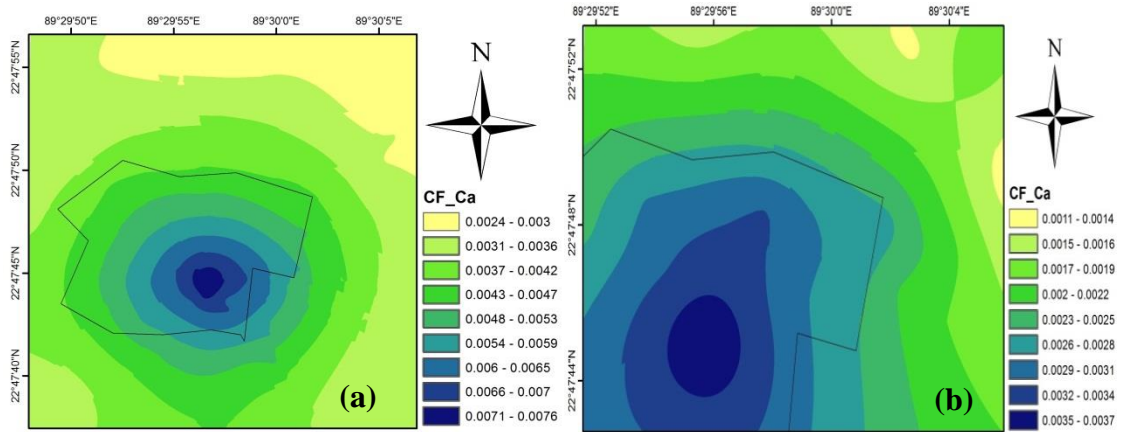 89°29'50"E 89°29'55"E 89°30'0"E 89°30'5"E
22°47'55"N
22°47'50"N
22°47'45"N
22°47'40"N
N
CF_Ca
0.0024 - 0.003
0.0031 - 0.0036
0.0037 - 0.0042
0.0043 - 0.0047
0.0048 - 0.0053
0.0054 - 0.0059
0.006 - 0.0065
0.0066 - 0.007
0.0071 - 0.0076
(a)
89°29'52"E 89°29'56"E 89°30'0"E 89°30'4"E
22°47'52"N
22°47'48"N
22°47'44"N
N
CF_Ca
0.0011 - 0.0014
0.0015 - 0.0016
0.0017 - 0.0019
0.002 - 0.0022
0.0023 - 0.0025
0.0026 - 0.0028
0.0029 - 0.0031
0.0032 - 0.0034
0.0035 - 0.0037
(b)